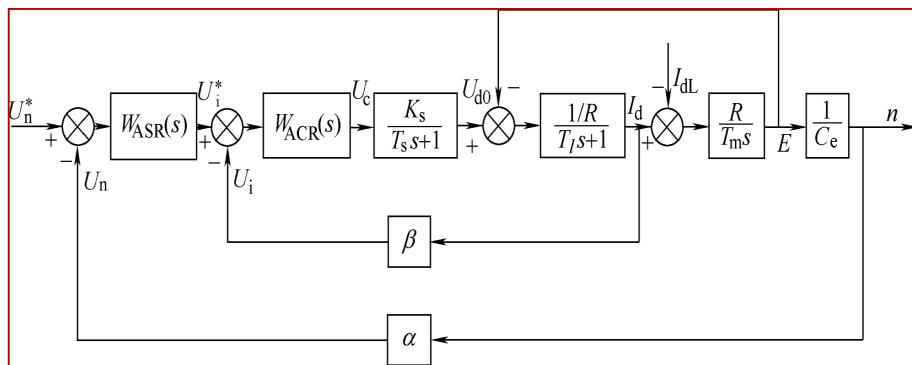 U*n
+
−
Un
WASR(s)
U*i
+
−
Ui
WACR(s)
Uc
Ks
Tss+1
Ud0
−
+
1/R
Tls+1
Id
+
−
IdL
R
Tms
E
1
Ce
n
β
α